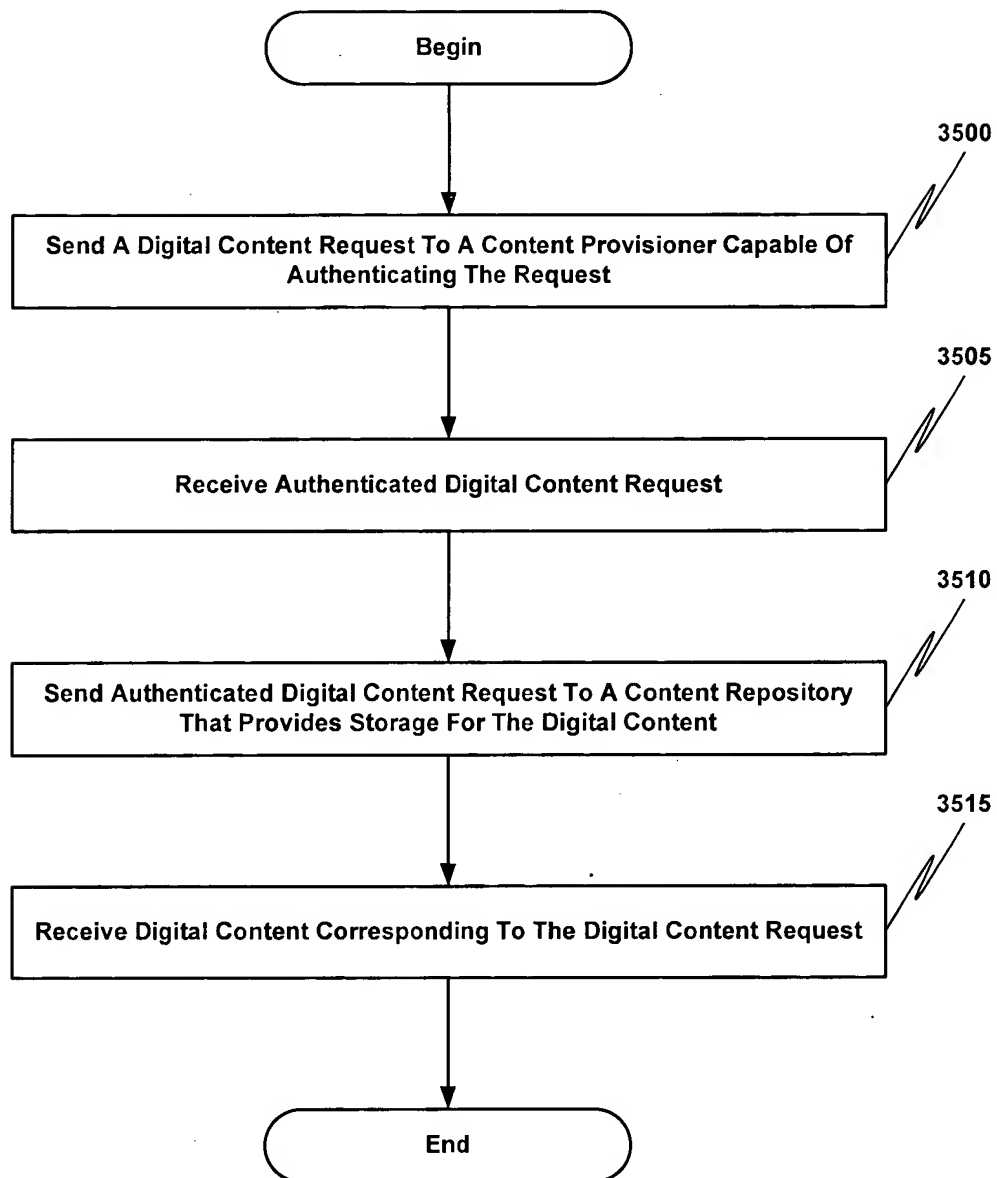 Begin
3500
Send A Digital Content Request To A Content Provisioner Capable Of
Authenticating The Request
3505
Receive Authenticated Digital Content Request
3510
Send Authenticated Digital Content Request To A Content Repository
That Provides Storage For The Digital Content
3515
Receive Digital Content Corresponding To The Digital Content Request
End